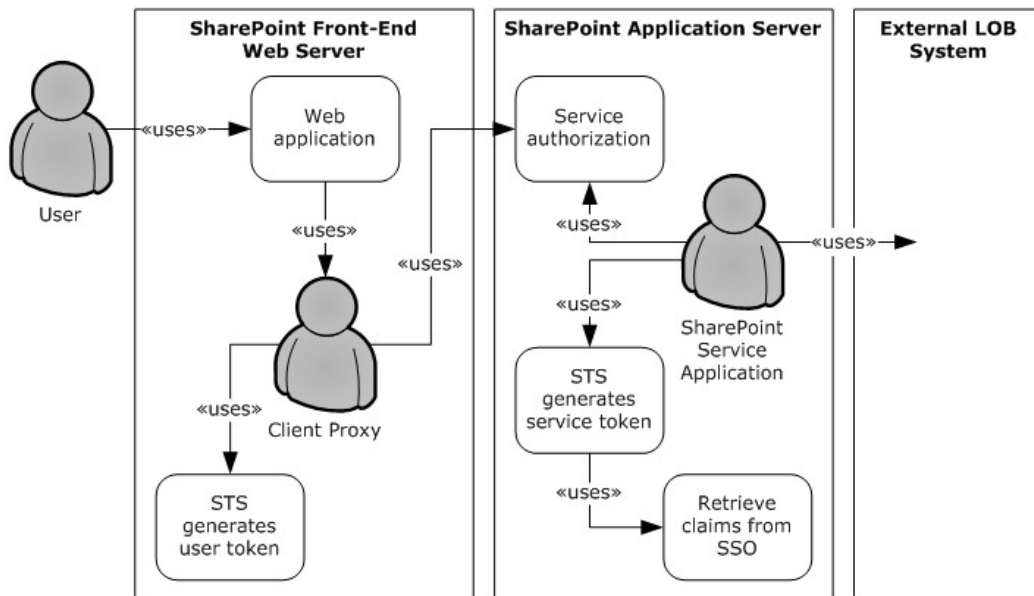 SharePoint Front-End
Web Server
SharePoint Application Server
External LOB
System
Web
application
Service
authorization
«uses»
User
«uses»
«uses»
«uses»
«uses»
«uses»
SharePoint
Service
Application
«uses»
Client Proxy
STS
generates
service token
STS
generates
user token
«uses»
Retrieve
claims from
SSO